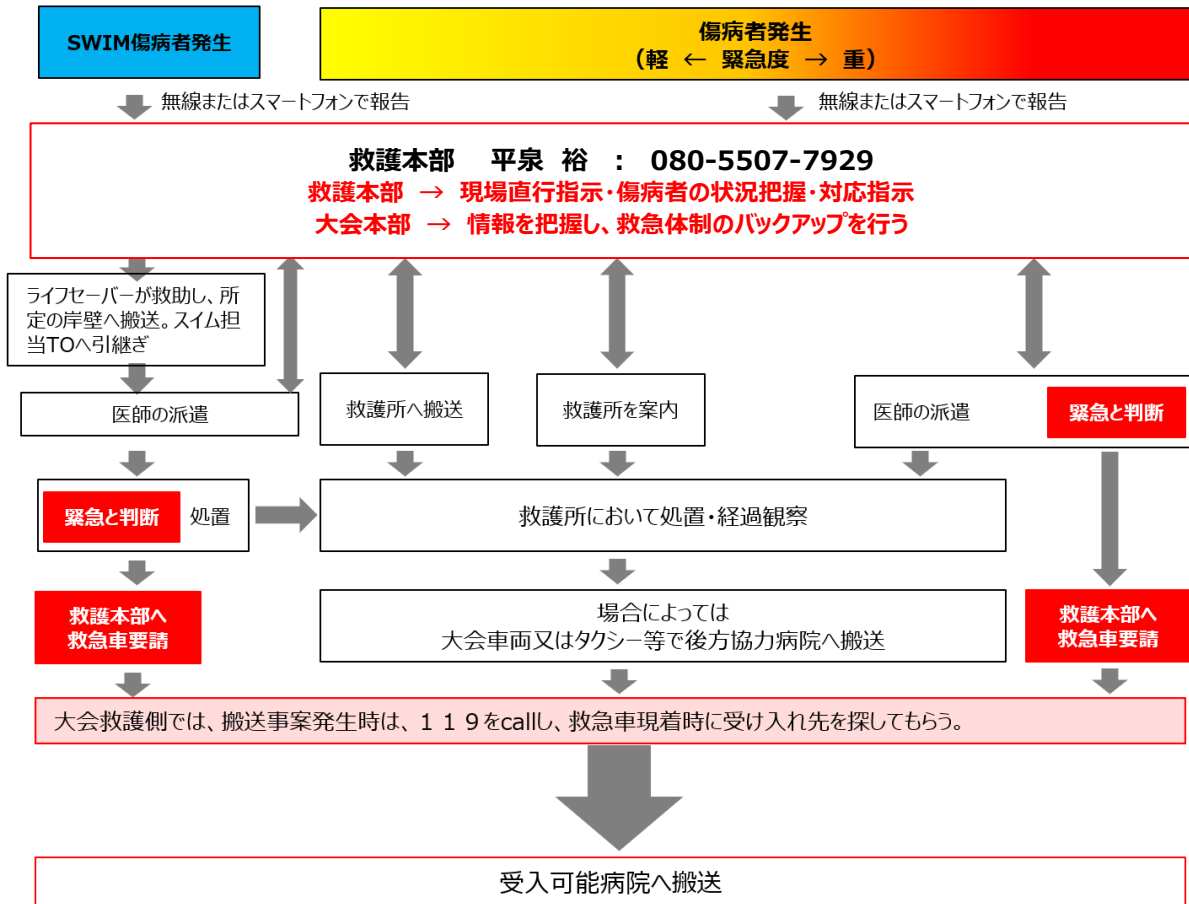 SWIM傷病者発生
傷病者発生
（軽 ← 緊急度 → 重）
無線またはスマートフォンで報告
無線またはスマートフォンで報告
救護本部 平泉 裕 ： 080-5507-7929
救護本部 → 現場直行指示・傷病者の状況把握・対応指示
大会本部 → 情報を把握し、救急体制のバックアップを行う
ライフセーバーが救助し、所
定の岸壁へ搬送。スイム担
当TOへ引継ぎ
医師の派遣
救護所へ搬送
救護所を案内
医師の派遣
緊急と判断
緊急と判断
処置
救護所において処置・経過観察
救護本部へ
救急車要請
場合によっては
大会車両又はタクシー等で後方協力病院へ搬送
救護本部へ
救急車要請
大会救護側では、搬送事案発生時は、１１９をcallし、救急車現着時に受け入れ先を探してもらう。
受入可能病院へ搬送